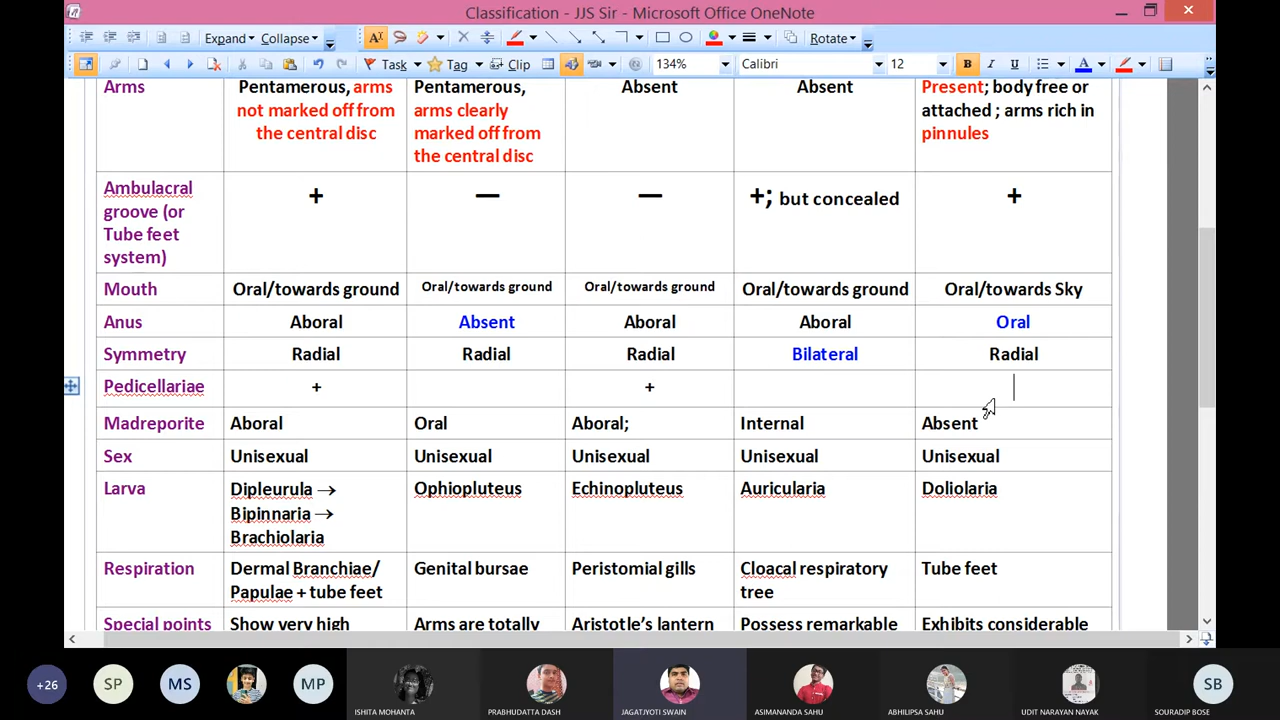 Classification - JJS Sir - Microsoft Office OneNote
Expand Collapse Rotate
Task Tag Clip 134% Calibri 12 B I U A
Arms
Pentamerous, arms
not marked off from
the central disc
Pentamerous,
arms clearly
marked off from
the central disc
Absent
Absent
Present; body free or
attached ; arms rich in
pinnules
Ambulacral
groove (or
Tube feet
system)
+
—
—
+; but concealed
+
Mouth
Oral/towards ground
Oral/towards ground
Oral/towards ground
Oral/towards ground
Oral/towards Sky
Anus
Aboral
Absent
Aboral
Aboral
Oral
Symmetry
Radial
Radial
Radial
Bilateral
Radial
Pedicellariae
+
+
Madreporite
Aboral
Oral
Aboral;
Internal
Absent
Sex
Unisexual
Unisexual
Unisexual
Unisexual
Unisexual
Larva
Dipleurula →
Bipinnaria →
Brachiolaria
Ophiopluteus
Echinopluteus
Auricularia
Doliolaria
Respiration
Dermal Branchiae/
Papulae + tube feet
Genital bursae
Peristomial gills
Cloacal respiratory
tree
Tube feet
Special points
Show very high
Arms are totally
Aristotle's lantern
Possess remarkable
Exhibits considerable
+26
SP
MS
MP
ISHITA MOHANTA
PRABHUDATTA DASH
JAGATJYOTI SWAIN
ASIMANANDA SAHU
ABHILIPSA SAHU
UDIT NARAYAN NAYAK
SB
SOURADIP BOSE